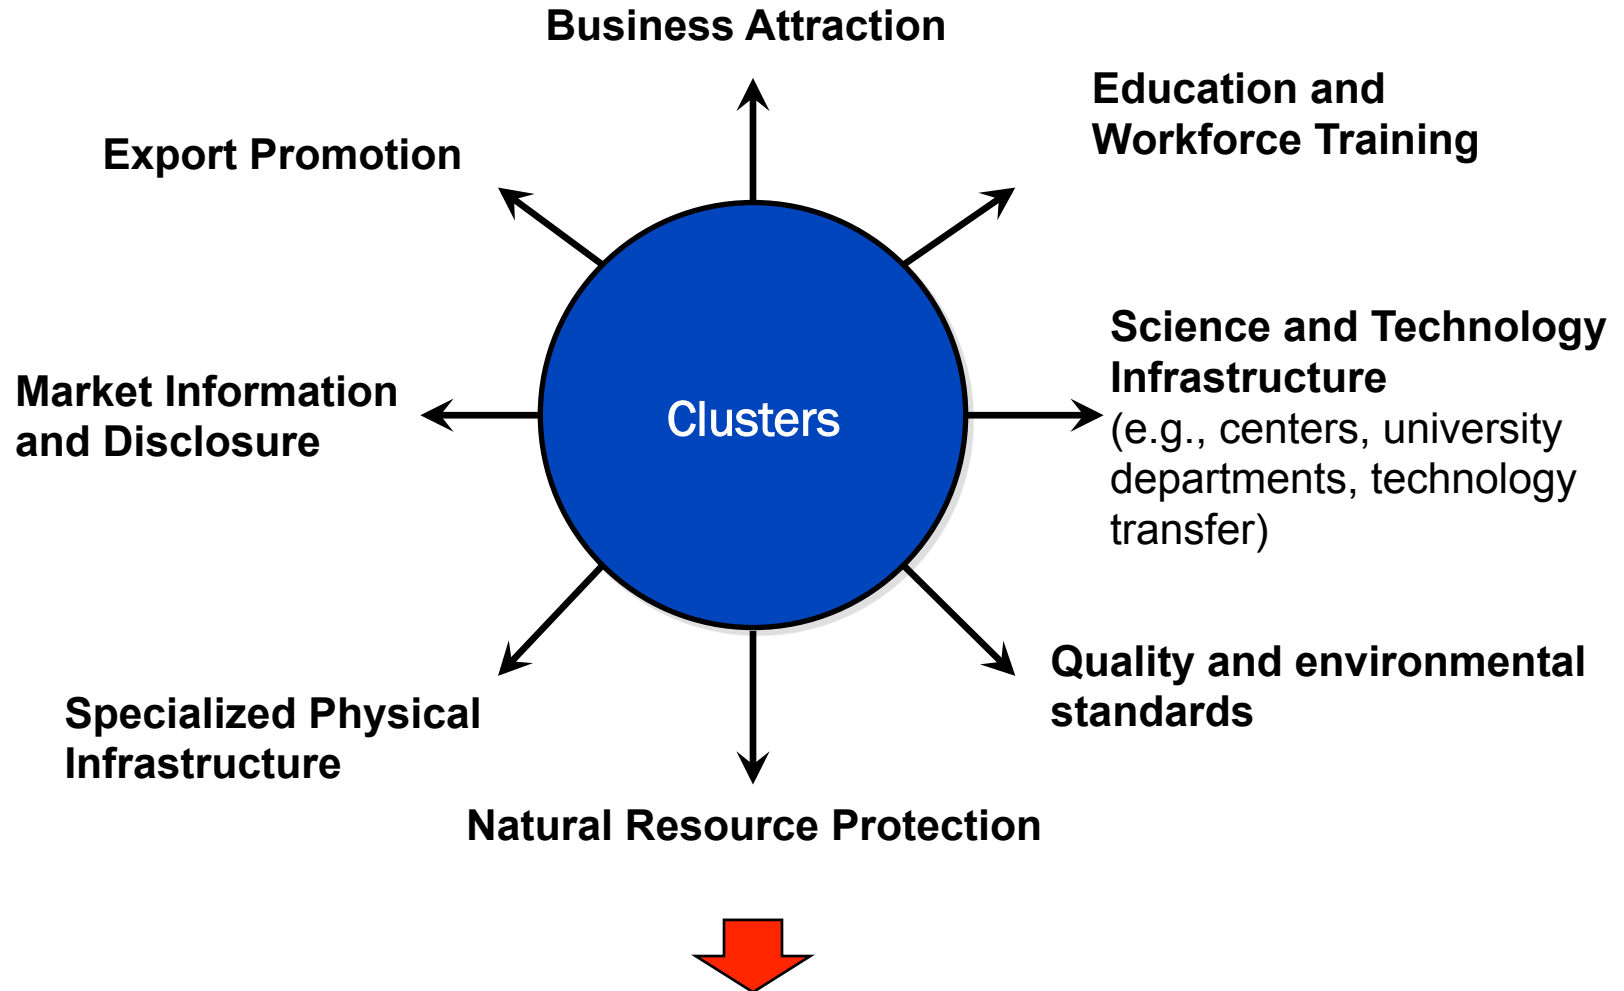 Business Attraction
Education and
Workforce Training
Export Promotion
Science and Technology
Infrastructure
(e.g., centers, university
departments, technology
transfer)
Market Information
and Disclosure
Clusters
Quality and environmental
standards
Specialized Physical
Infrastructure
Natural Resource Protection